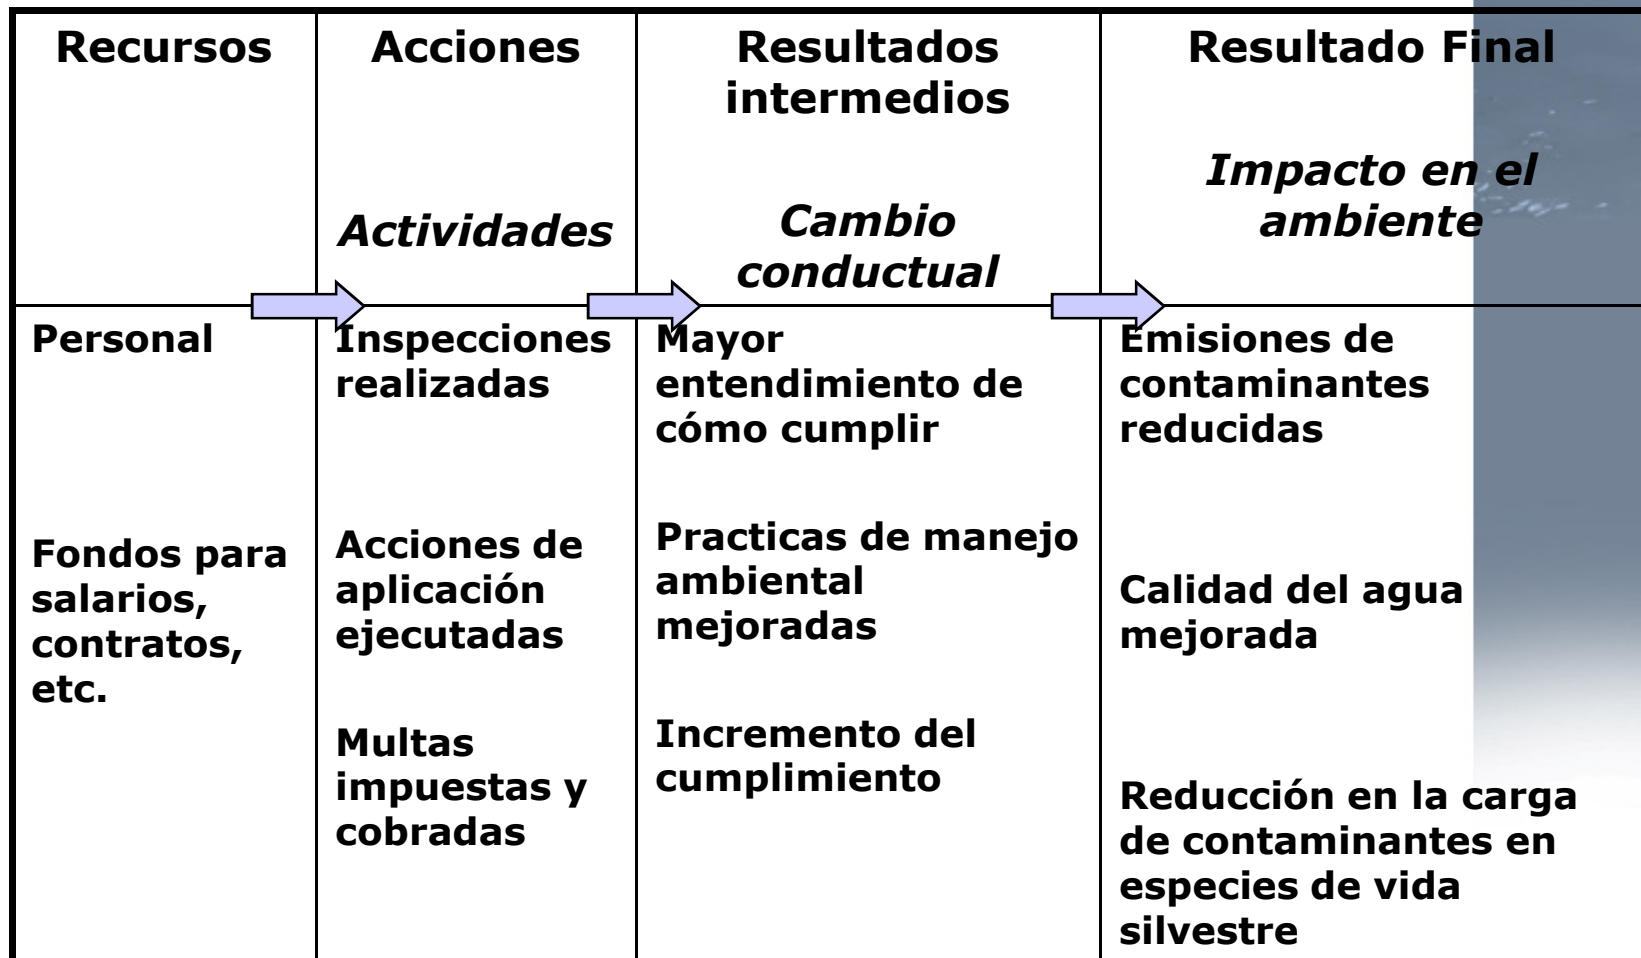 Recursos
Acciones
Actividades
Resultados
intermedios
Cambio
conductual
Resultado Final
Impacto en el
ambiente
Personal
Fondos para
salarios,
contratos,
etc.
Inspecciones
realizadas
Acciones de
aplicación
ejecutadas
Multas
impuestas y
cobradas
Mayor
entendimiento de
cómo cumplir
Practicas de manejo
ambiental
mejoradas
Incremento del
cumplimiento
Emisiones de
contaminantes
reducidas
Calidad del agua
mejorada
Reducción en la carga
de contaminantes en
especies de vida
silvestre